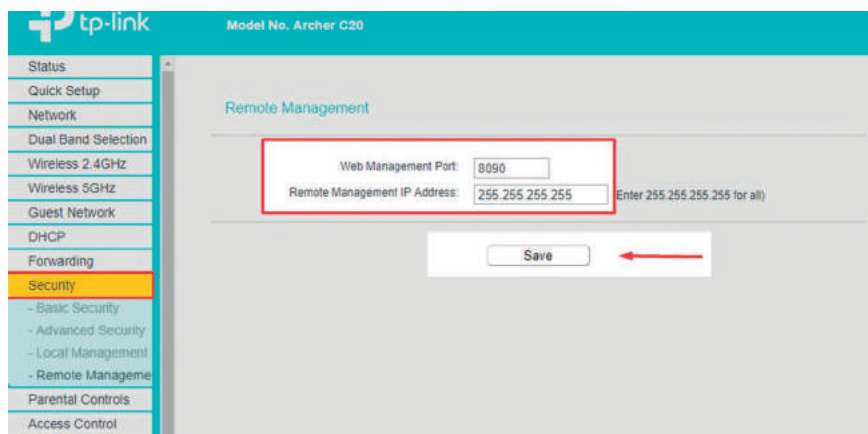 tp-link
Model No. Archer C20
Status
Quick Setup
Network
Dual Band Selection
Wireless 2.4GHz
Wireless 5GHz
Guest Network
DHCP
Forwarding
Security
- Basic Security
- Advanced Security
- Local Management
- Remote Manageme
Parental Controls
Access Control
Remote Management
Web Management Port: 8090
Remote Management IP Address: 255.255.255.255 Enter 255.255.255.255 for all)
Save